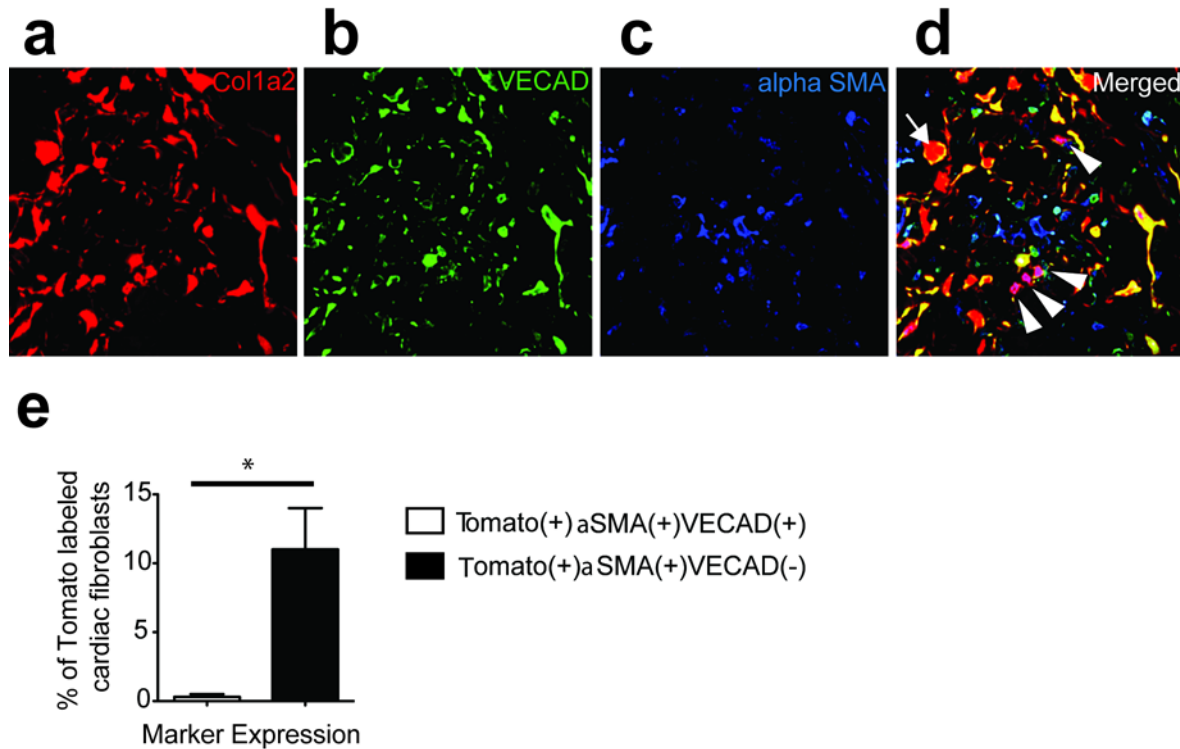 a b c d
Col1a2 VECAD alpha SMA Merged
e
*
% of Tomato labeled
cardiac fibroblasts
15
10
5
0
Marker Expression
Tomato(+) aSMA(+)VECAD(+)
Tomato(+)a SMA(+)VECAD(-)